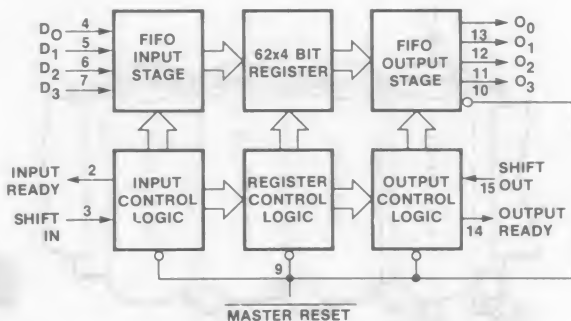 D0 4
D1 5
D2 6
D3 7
FIFO
INPUT
STAGE
62x4 BIT
REGISTER
FIFO
OUTPUT
STAGE
O0
13 O1
12 O2
11 O3
10
INPUT
READY
2
SHIFT
IN
3
INPUT
CONTROL
LOGIC
REGISTER
CONTROL
LOGIC
OUTPUT
CONTROL
LOGIC
SHIFT
OUT
15
OUTPUT
READY
14
9
MASTER RESET